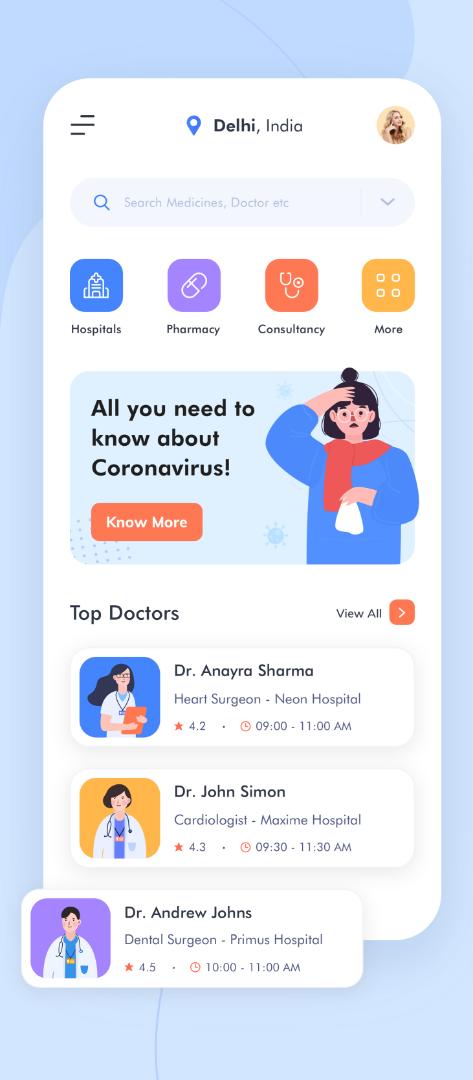 Delhi, India
Search Medicines, Doctor etc
Hospitals
Pharmacy
Consultancy
More
All you need to
know about
Coronavirus!
Know More
Top Doctors
View All
Dr. Anayra Sharma
Heart Surgeon - Neon Hospital
4.2 • 09:00 - 11:00 AM
Dr. John Simon
Cardiologist - Maxime Hospital
4.3 • 09:30 - 11:30 AM
Dr. Andrew Johns
Dental Surgeon - Primus Hospital
4.5 • 10:00 - 11:00 AM